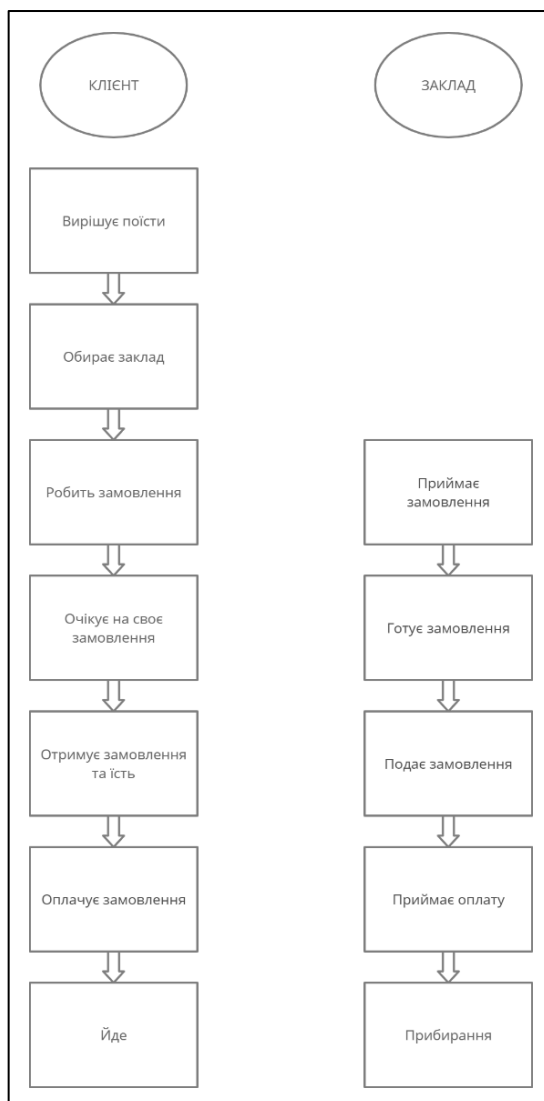 КЛІЄНТ
ЗАКЛАД
Вирішує поїсти
Обирає заклад
Робить замовлення
Приймає
замовлення
Очікує на своє
замовлення
Готує замовлення
Отримує замовлення
та їсть
Подає замовлення
Оплачує замовлення
Приймає оплату
Йде
Прибирання